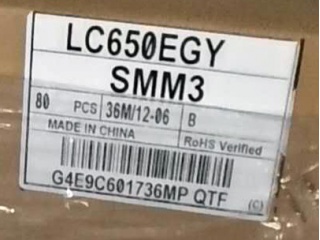 LC650EGY
SMM3
80 PCS 36M/12-06 B
MADE IN CHINA RoHS Verified
G4E9C601736MP QTF (C)